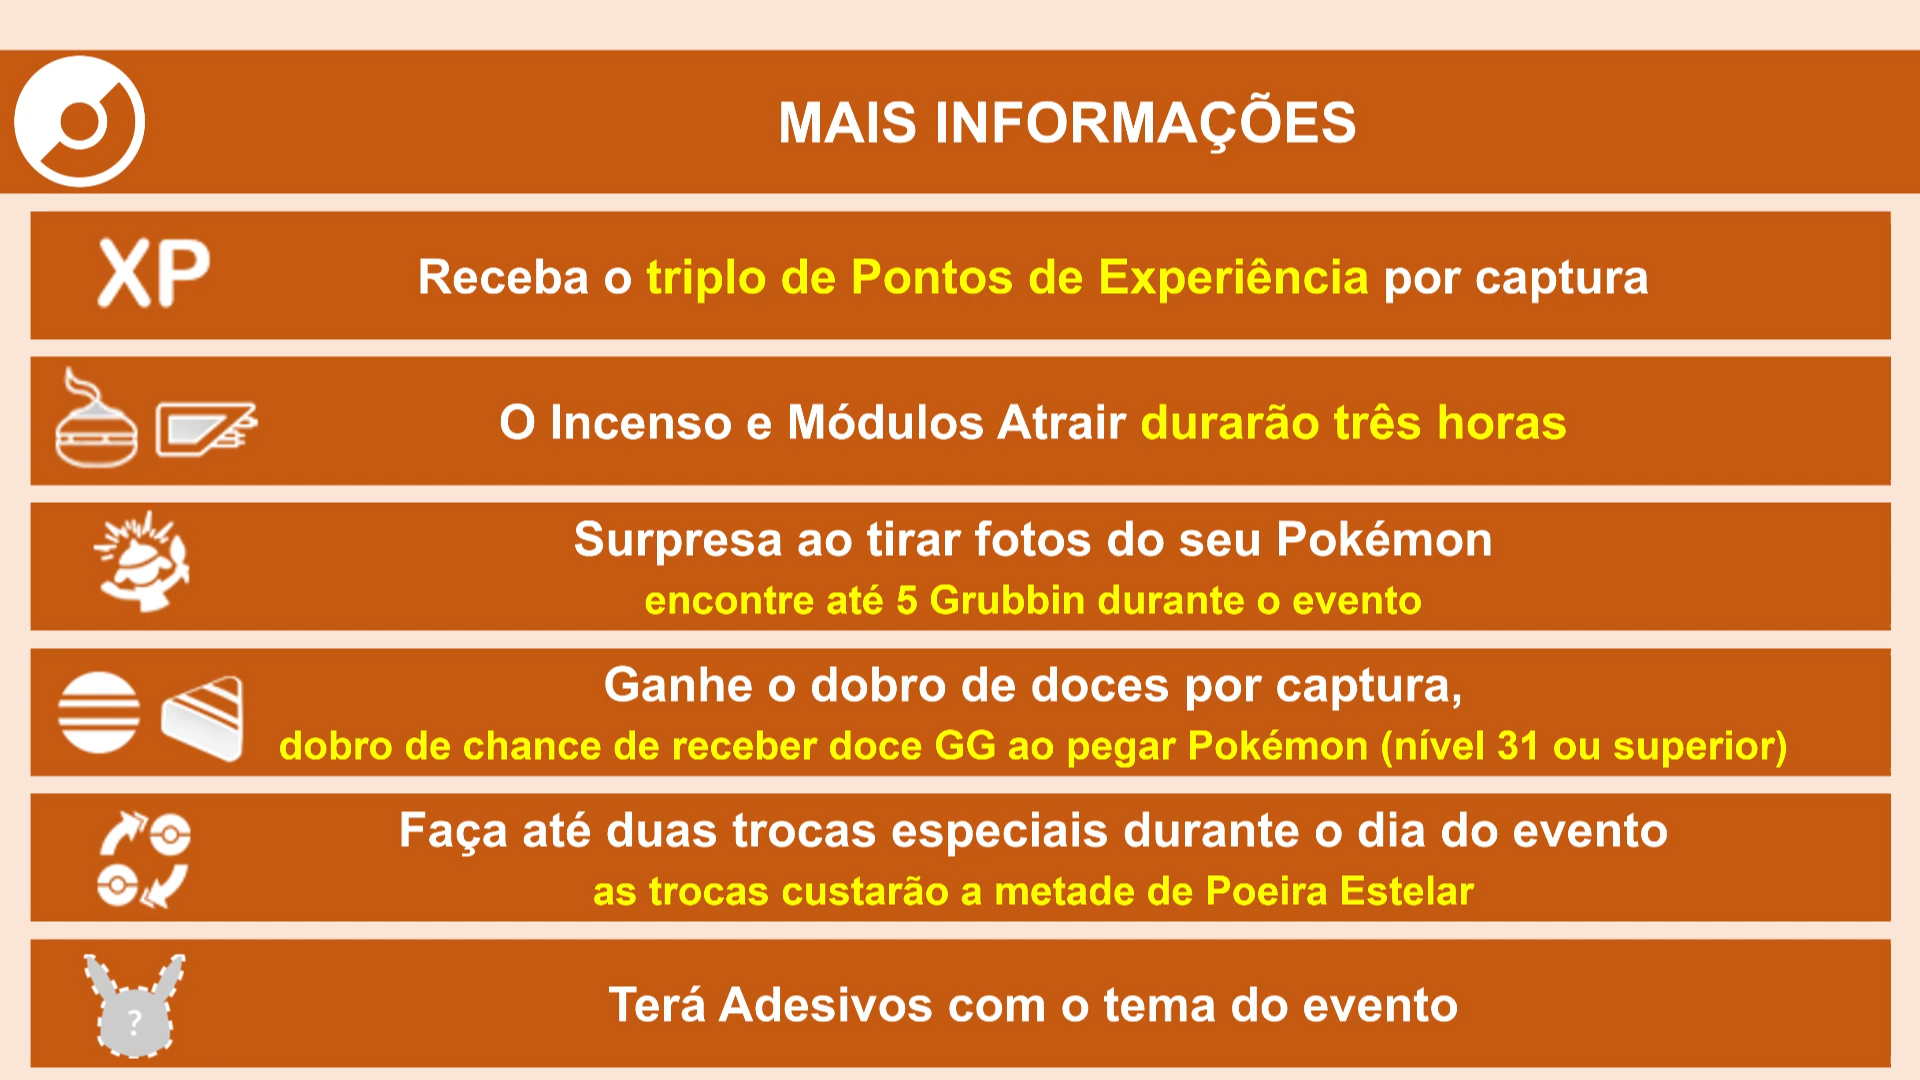 MAIS INFORMAÇÕES
XP
Receba o triplo de Pontos de Experiência por captura
O Incenso e Módulos Atrair durarão três horas
Surpresa ao tirar fotos do seu Pokémon
encontre até 5 Grubbin durante o evento
Ganhe o dobro de doces por captura,
dobro de chance de receber doce GG ao pegar Pokémon (nível 31 ou superior)
Faça até duas trocas especiais durante o dia do evento
as trocas custarão a metade de Poeira Estelar
?
Terá Adesivos com o tema do evento